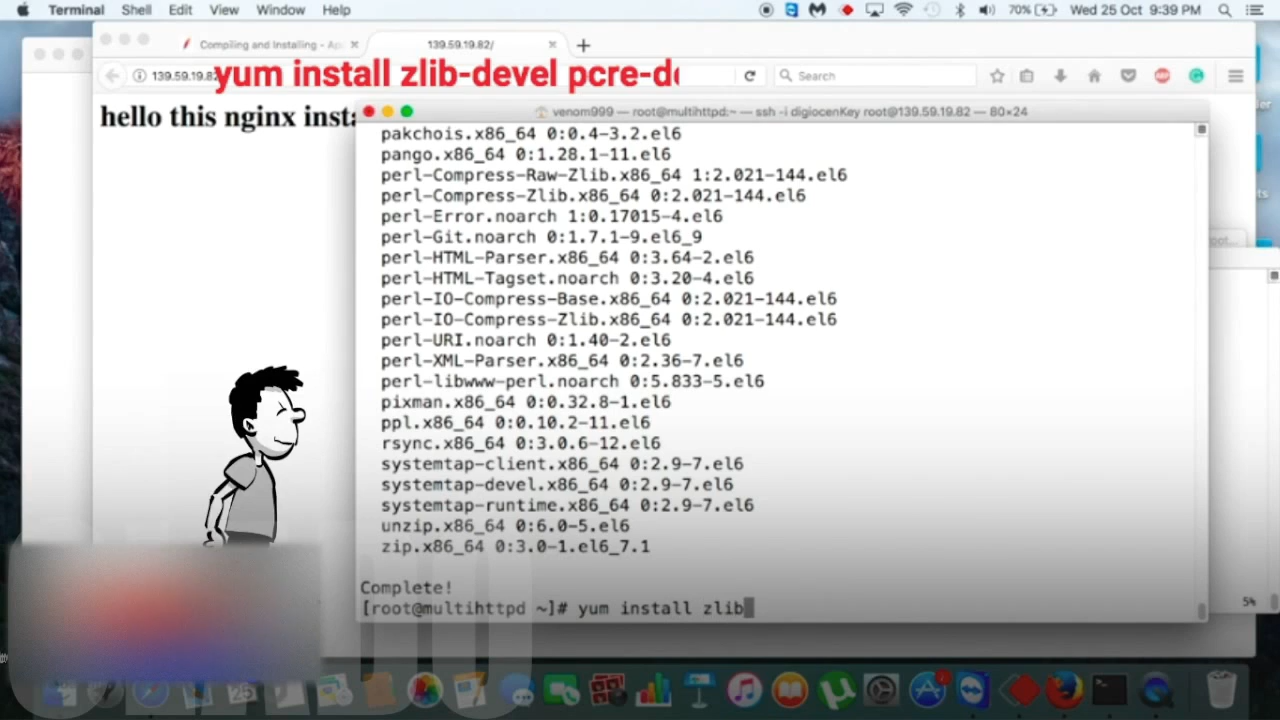 Terminal Shell Edit View Window Help 70% Wed 25 Oct 9:39 PM
Compiling and Installing - Ap
139.59.19.82/
139.59.19.82
Search
yum install zlib-devel pcre-de
hello this nginx insta
venom999 — root@multihttpd:~ — ssh -i digiocenKey root@139.59.19.82 — 80×24
pakchois.x86_64 0:0.4-3.2.el6
pango.x86_64 0:1.28.1-11.el6
perl-Compress-Raw-Zlib.x86_64 1:2.021-144.el6
perl-Compress-Zlib.x86_64 0:2.021-144.el6
perl-Error.noarch 1:0.17015-4.el6
perl-Git.noarch 0:1.7.1-9.el6_9
perl-HTML-Parser.x86_64 0:3.64-2.el6
perl-HTML-Tagset.noarch 0:3.20-4.el6
perl-IO-Compress-Base.x86_64 0:2.021-144.el6
perl-IO-Compress-Zlib.x86_64 0:2.021-144.el6
perl-URI.noarch 0:1.40-2.el6
perl-XML-Parser.x86_64 0:2.36-7.el6
perl-libwww-perl.noarch 0:5.833-5.el6
pixman.x86_64 0:0.32.8-1.el6
ppl.x86_64 0:0.10.2-11.el6
rsync.x86_64 0:3.0.6-12.el6
systemtap-client.x86_64 0:2.9-7.el6
systemtap-devel.x86_64 0:2.9-7.el6
systemtap-runtime.x86_64 0:2.9-7.el6
unzip.x86_64 0:6.0-5.el6
zip.x86_64 0:3.0-1.el6_7.1
Complete!
[root@multihttpd ~]# yum install zlib
5%